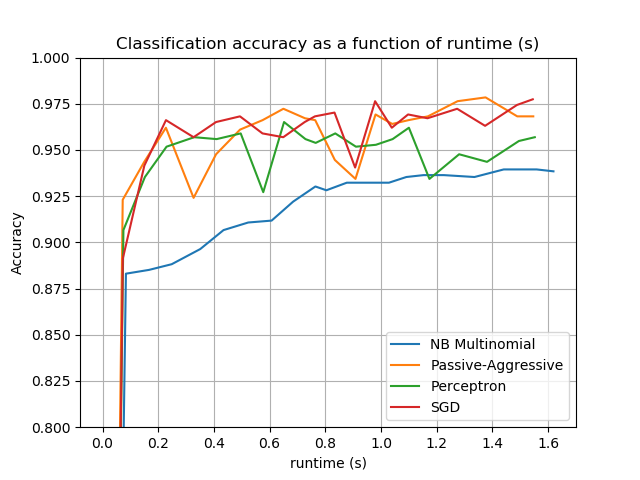 Classification accuracy as a function of runtime (s)
1.000
0.975
0.950
0.925
0.900
0.875
0.850
0.825
0.800
Accuracy
NB Multinomial
Passive-Aggressive
Perceptron
SGD
0.0 0.2 0.4 0.6 0.8 1.0 1.2 1.4 1.6
runtime (s)